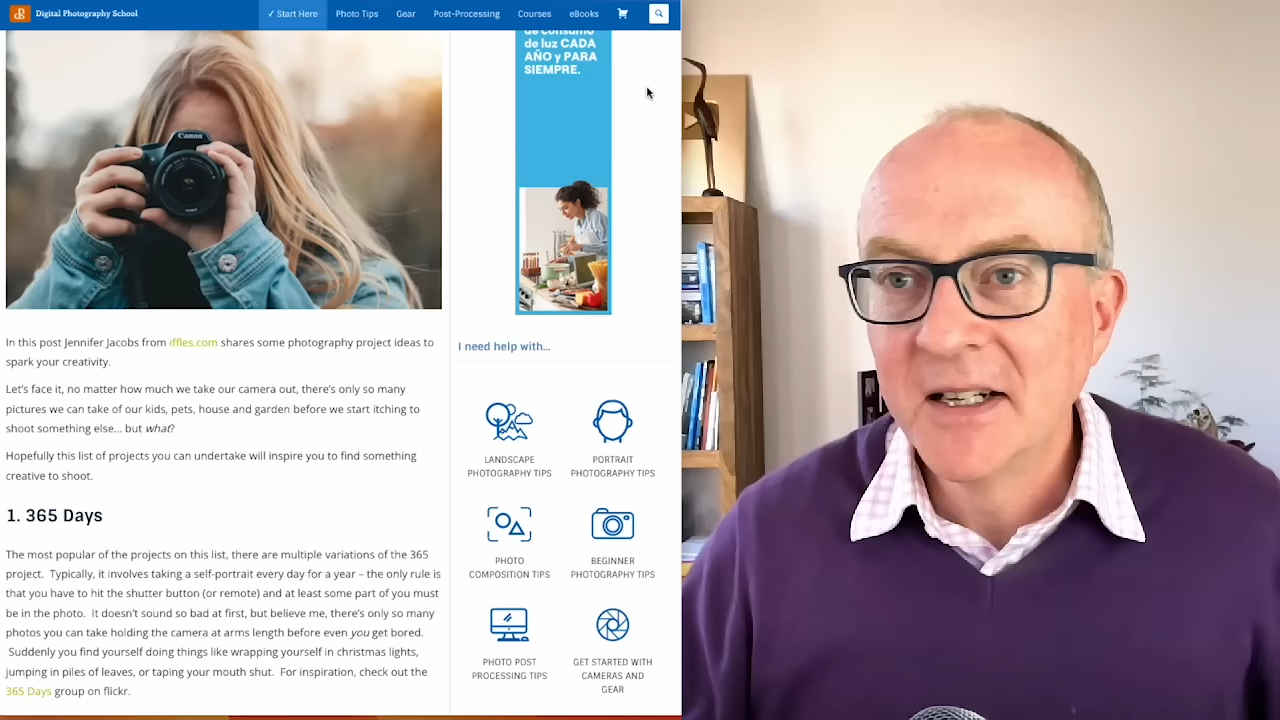 dPS Digital Photography School
✓ Start Here
Photo Tips
Gear
Post-Processing
Courses
eBooks
de consumo
de luz CADA
AÑO y PARA
SIEMPRE.
Canon
In this post Jennifer Jacobs from iffles.com shares some photography project ideas to
spark your creativity.
Let's face it, no matter how much we take our camera out, there's only so many
pictures we can take of our kids, pets, house and garden before we start itching to
shoot something else... but what?
Hopefully this list of projects you can undertake will inspire you to find something
creative to shoot.
1. 365 Days
The most popular of the projects on this list, there are multiple variations of the 365
project. Typically, it involves taking a self-portrait every day for a year – the only rule is
that you have to hit the shutter button (or remote) and at least some part of you must
be in the photo. It doesn't sound so bad at first, but believe me, there's only so many
photos you can take holding the camera at arms length before even you get bored.
Suddenly you find yourself doing things like wrapping yourself in christmas lights,
jumping in piles of leaves, or taping your mouth shut. For inspiration, check out the
365 Days group on flickr.
I need help with...
LANDSCAPE
PHOTOGRAPHY TIPS
PORTRAIT
PHOTOGRAPHY TIPS
PHOTO
COMPOSITION TIPS
BEGINNER
PHOTOGRAPHY TIPS
PHOTO POST
PROCESSING TIPS
GET STARTED WITH
CAMERAS AND
GEAR